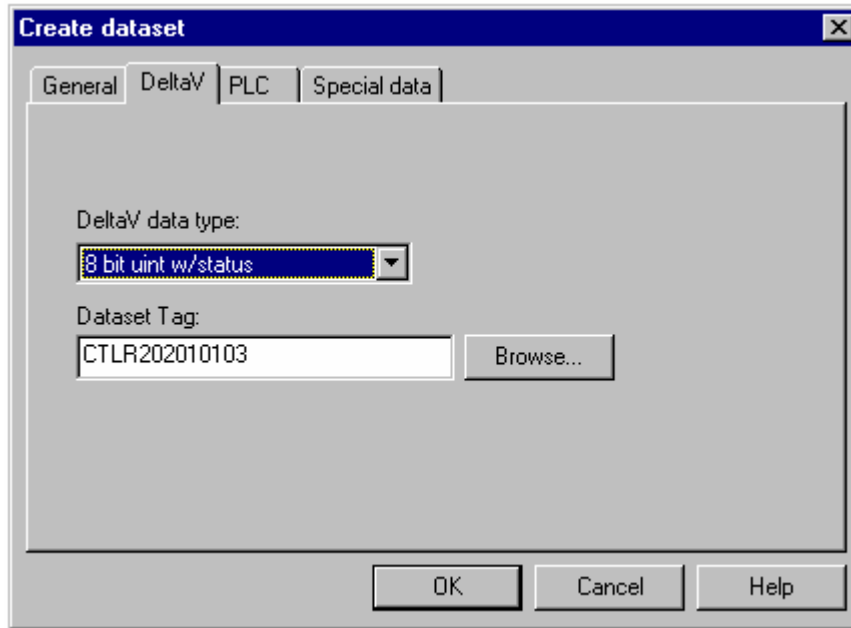 Create dataset
General DeltaV PLC Special data
DeltaV data type:
8 bit uint w/status
Dataset Tag:
CTLR202010103 Browse...
OK Cancel Help